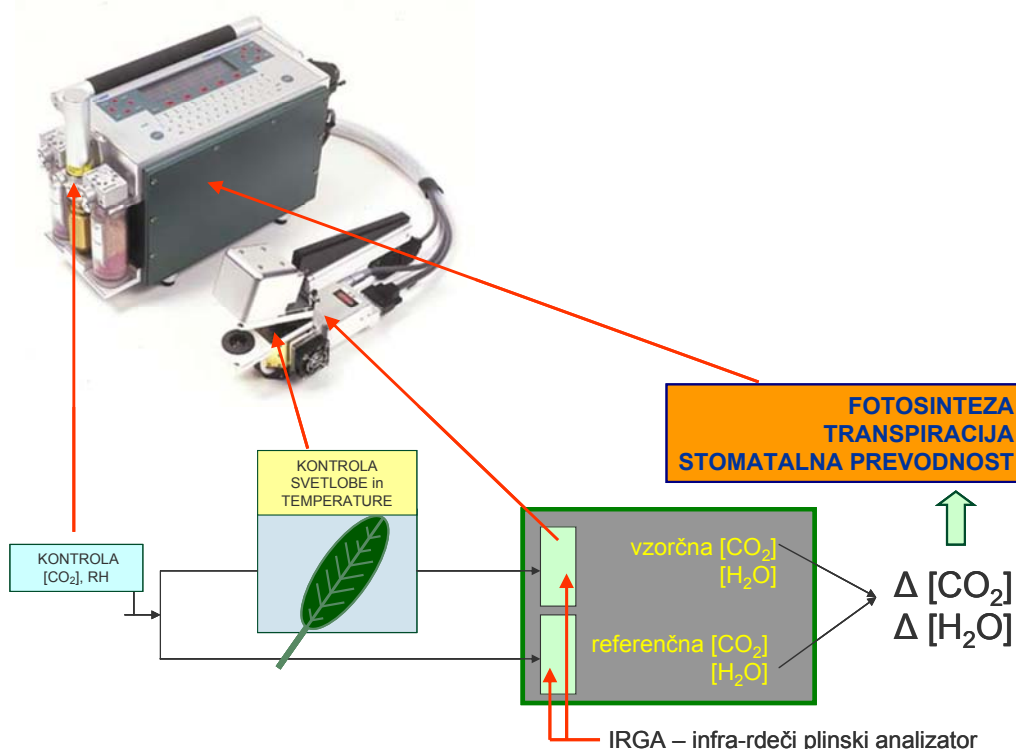 FOTOSINTEZA
TRANSPIRACIJA
STOMATALNA PREVODNOST
KONTROLA
SVETLOBE in
TEMPERATURE
KONTROLA
[CO₂], RH
vzorčna [CO₂]
[H₂O]
referenčna [CO₂]
[H₂O]
Δ [CO₂]
Δ [H₂O]
IRGA – infra-rdeči plinski analizator